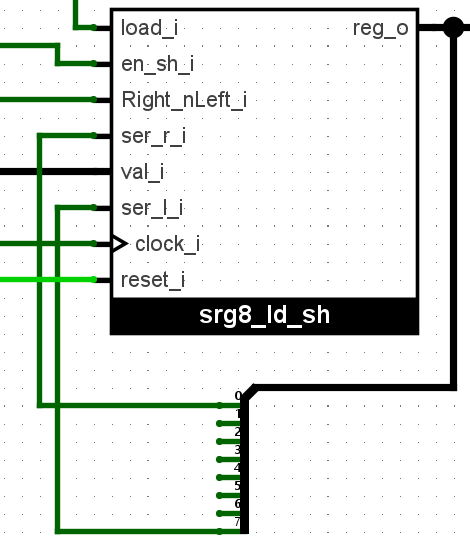 load_i
reg_o
en_sh_i
Right_nLeft_i
ser_r_i
val_i
ser_l_i
clock_i
reset_i
srg8_ld_sh
0
1
2
3
4
5
6
7